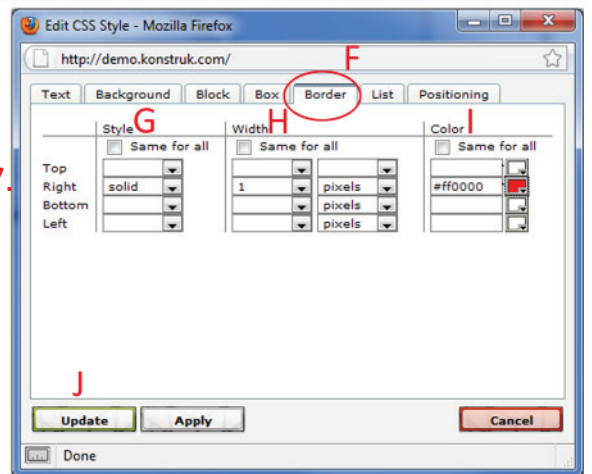 Edit CSS Style - Mozilla Firefox
http://demo.konstruk.com/
F
Text Background Block Box Border List Positioning
Style G Width H Color I
Same for all Same for all Same for all
Top
7.
Right solid 1 pixels #ff0000
Bottom pixels
Left pixels
J
Update Apply Cancel
Done